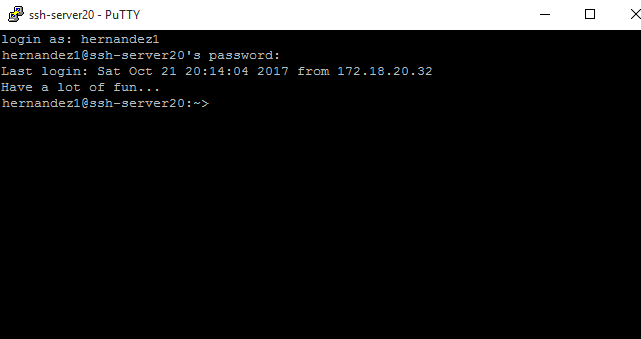 ssh-server20 - PuTTY
login as: hernandez1
hernandez1@ssh-server20's password:
Last login: Sat Oct 21 20:14:04 2017 from 172.18.20.32
Have a lot of fun...
hernandez1@ssh-server20:~>